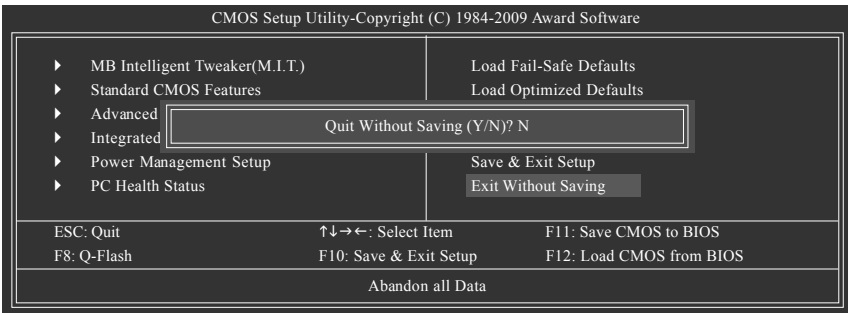 CMOS Setup Utility-Copyright (C) 1984-2009 Award Software
MB Intelligent Tweaker(M.I.T.)
Standard CMOS Features
Advanced
Integrated
Power Management Setup
PC Health Status
Load Fail-Safe Defaults
Load Optimized Defaults
Quit Without Saving (Y/N)? N
Save & Exit Setup
Exit Without Saving
ESC: Quit ↑↓→←: Select Item F11: Save CMOS to BIOS
F8: Q-Flash F10: Save & Exit Setup F12: Load CMOS from BIOS
Abandon all Data